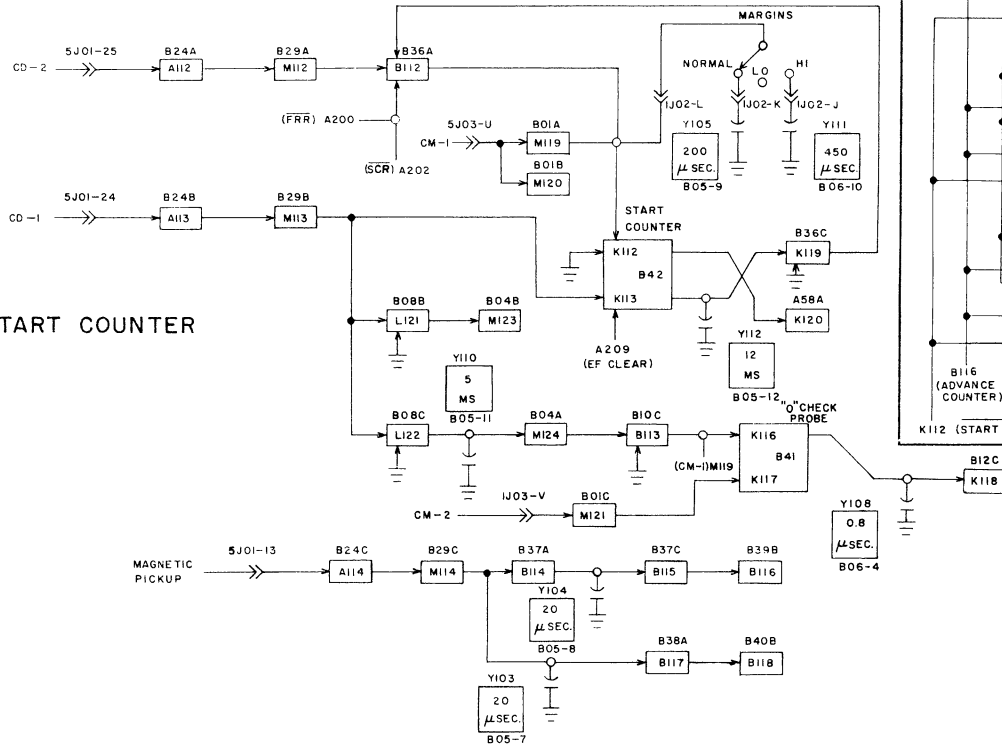 MARGINS
5J01-25
B24A
B29A
B36A
CD-2
A112
M112
B112
NORMAL
LO
HI
(FRR) A200
5J03-U
B01A
1J02-L
1J02-K
1J02-J
CM-1
M119
Y105
Y111
(SCR) A202
B01B
M120
200
μ SEC.
450
μ SEC.
B05-9
B06-10
5J01-24
B24B
B29B
START
COUNTER
CD-1
A113
M113
B36C
K112
K119
B42
K113
START COUNTER
B08B
B04B
A58A
L121
M123
K120
Y110
A209
(EF CLEAR)
Y112
5
MS
12
MS
B116
(ADVANCE
COUNTER)
B05-11
B05-12
"O" CHECK
PROBE
B08C
B04A
B10C
K112 (START
L122
M124
B113
K116
(CM-1) M119
B41
B12C
K117
K118
1J03-V
B01C
CM-2
M121
Y108
0.8
μSEC.
5J01-13
B24C
B29C
B37A
B37C
B39B
B06-4
MAGNETIC
PICKUP
A114
M114
B114
B115
B116
Y104
20
μ SEC.
B38A
B40B
B05-8
B117
B118
Y103
20
μSEC.
B05-7